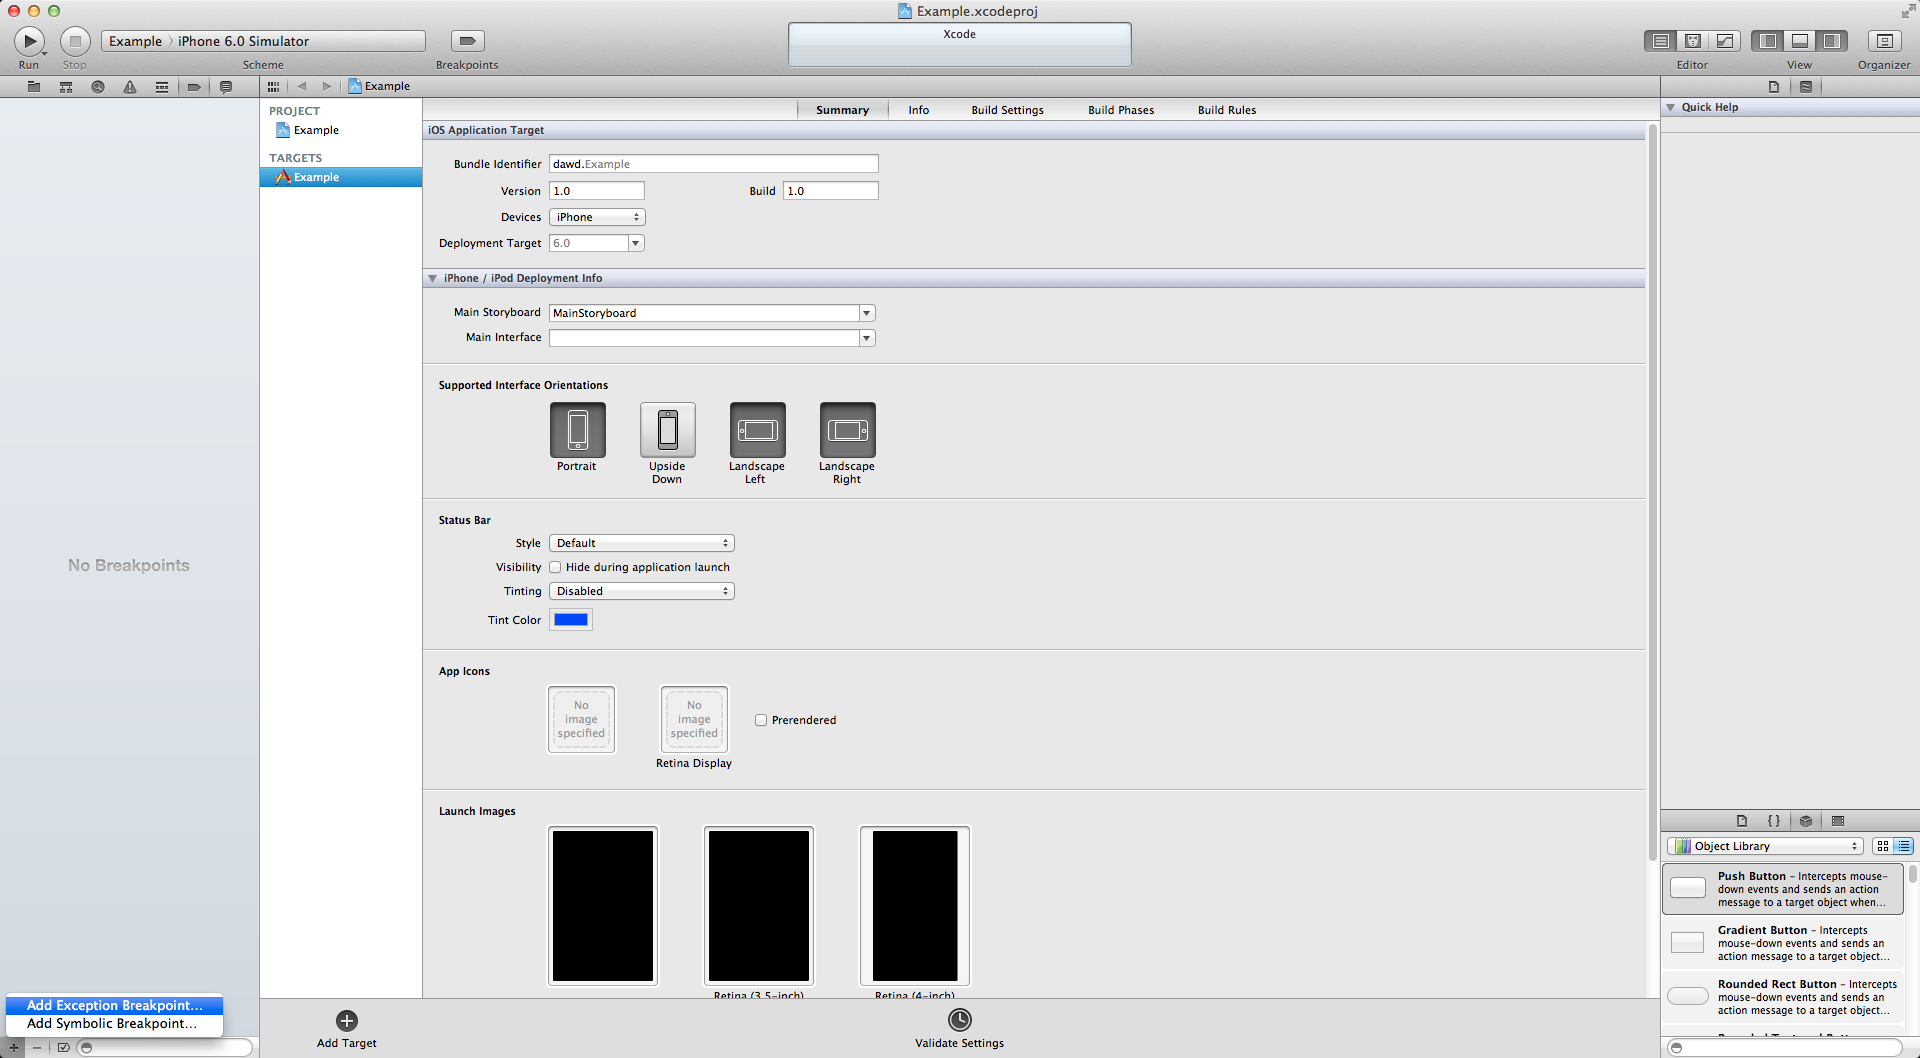 Example.xcodeproj
Example 〉 iPhone 6.0 Simulator
Xcode
Run
Stop
Scheme
Breakpoints
Editor
View
Organizer
Example
PROJECT
Example
TARGETS
Example
No Breakpoints
Summary
Info
Build Settings
Build Phases
Build Rules
iOS Application Target
Bundle Identifier
dawd.Example
Version
1.0
Build
1.0
Devices
iPhone
Deployment Target
6.0
iPhone / iPod Deployment Info
Main Storyboard
MainStoryboard
Main Interface
Supported Interface Orientations
Portrait
Upside
Down
Landscape
Left
Landscape
Right
Status Bar
Style
Default
Visibility
Hide during application launch
Tinting
Disabled
Tint Color
App Icons
No
image
specified
No
image
specified
Prerendered
Retina Display
Launch Images
Retina (3.5-inch)
Retina (4-inch)
Add Target
Validate Settings
Add Exception Breakpoint...
Add Symbolic Breakpoint...
Quick Help
{ }
Object Library
Push Button – Intercepts mouse-
down events and sends an action
message to a target object when...
Gradient Button – Intercepts
mouse-down events and sends an
action message to a target object...
Rounded Rect Button – Intercepts
mouse-down events and sends an
action message to a target object...